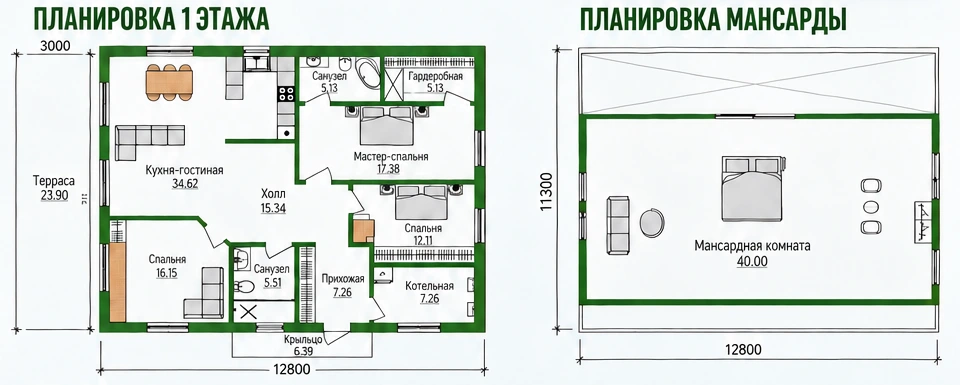 ПЛАНИРОВКА 1 ЭТАЖА
3000
Терраса
23.90
Кухня-гостиная
34.62
Санузел
5.13
Гардеробная
5.13
Мастер-спальня
17.38
Холл
15.34
Спальня
12.11
Спальня
16.15
Санузел
5.51
Прихожая
7.26
Котельная
7.26
Крыльцо
6.39
12800
ПЛАНИРОВКА МАНСАРДЫ
11300
Мансардная комната
40.00
12800